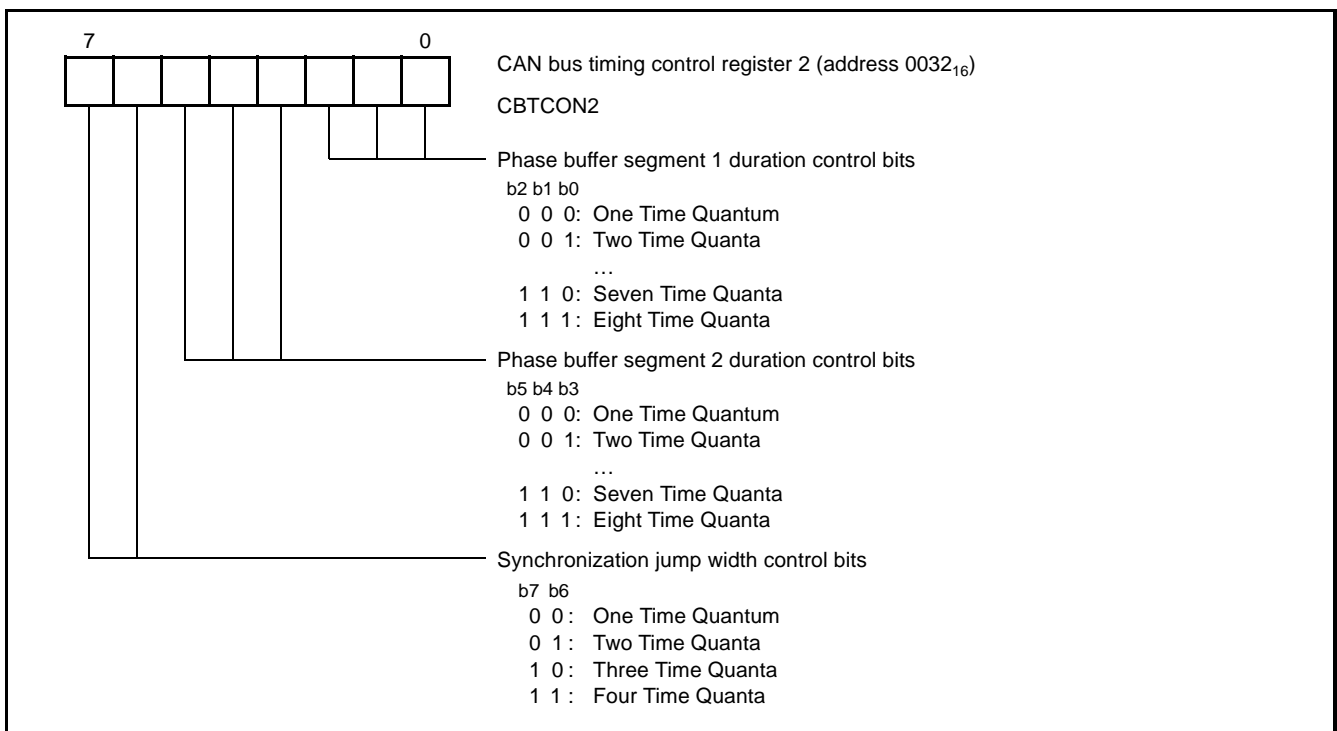 7 0
CAN bus timing control register 2 (address 0032₁₆)
CBTCON2
Phase buffer segment 1 duration control bits
b2 b1 b0
0 0 0: One Time Quantum
0 0 1: Two Time Quanta
…
1 1 0: Seven Time Quanta
1 1 1: Eight Time Quanta
Phase buffer segment 2 duration control bits
b5 b4 b3
0 0 0: One Time Quantum
0 0 1: Two Time Quanta
…
1 1 0: Seven Time Quanta
1 1 1: Eight Time Quanta
Synchronization jump width control bits
b7 b6
0 0: One Time Quantum
0 1: Two Time Quanta
1 0: Three Time Quanta
1 1: Four Time Quanta